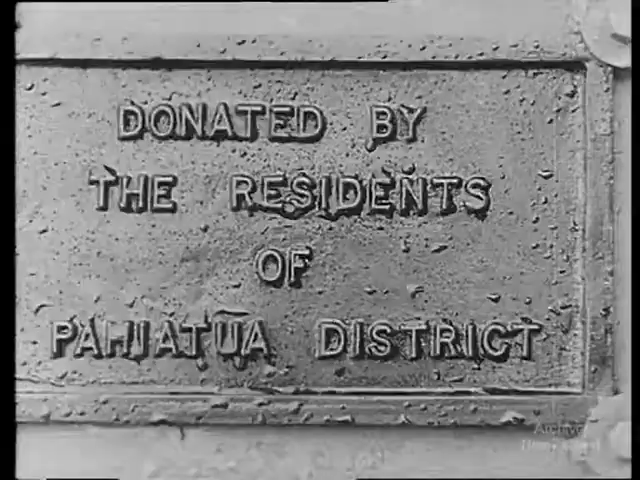 DONATED BY
THE RESIDENTS
OF
PAHIATUA DISTRICT